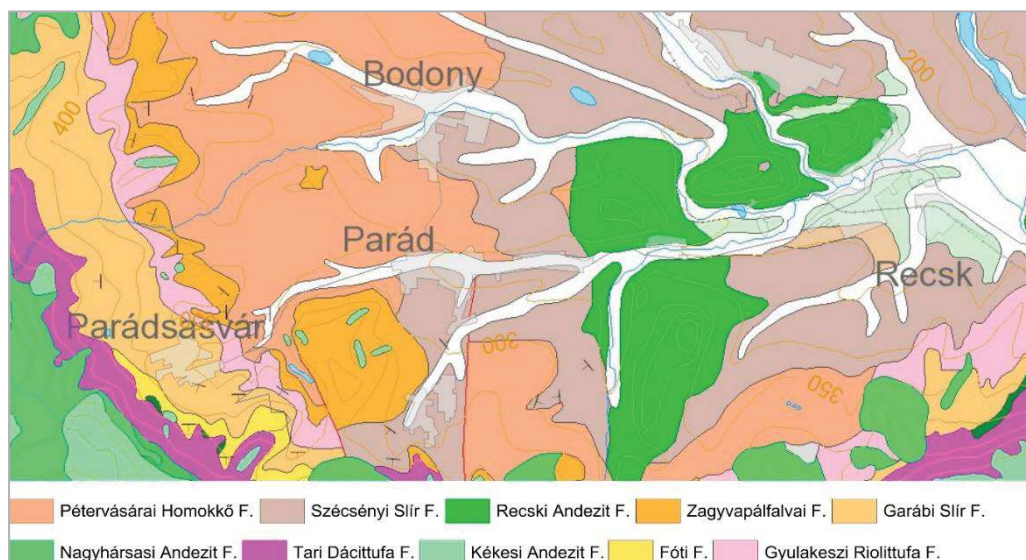 200
Bodony
400
Parád
Recsk
Parádsasvár
300
350
Pétervásárai Homokkő F. Szécsényi Slír F. Recski Andezit F. Zagyvapálfalvai F. Garábi Slír F.
Nagyhársasi Andezit F. Tari Dácittufa F. Kékesi Andezit F. Fóti F. Gyulakeszi Riolittufa F.